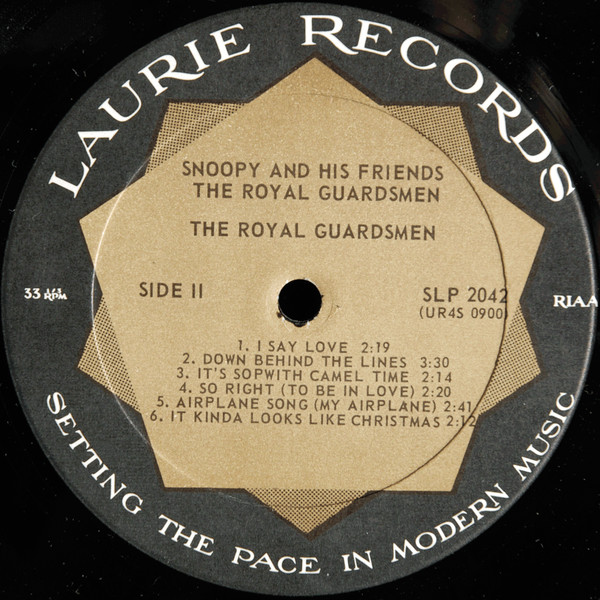 LAURIE RECORDS
SNOOPY AND HIS FRIENDS
THE ROYAL GUARDSMEN
THE ROYAL GUARDSMEN
SIDE II
33 1/3 RPM
SLP 2042
(UR4S 0900)
RIAA
1. I SAY LOVE 2:19
2. DOWN BEHIND THE LINES 3:30
3. IT'S SOPWITH CAMEL TIME 2:14
4. SO RIGHT (TO BE IN LOVE) 2:20
5. AIRPLANE SONG (MY AIRPLANE) 2:41
6. IT KINDA LOOKS LIKE CHRISTMAS 2:12
SETTING THE PACE IN MODERN MUSIC